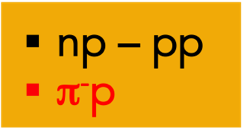 ▪ np – pp
▪ π⁻p